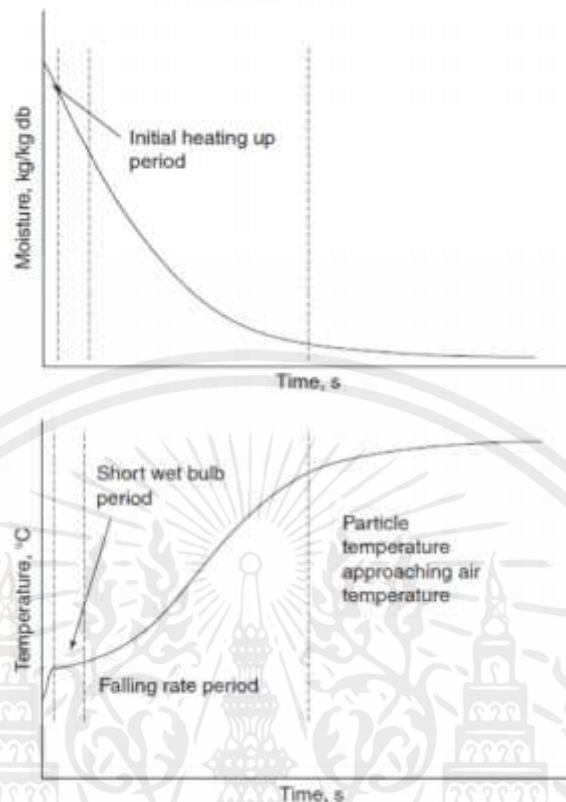 Moisture, kg/kg db
Initial heating up
period
Time, s
Temperature, °C
Short wet bulb
period
Particle
temperature
approaching air
temperature
Falling rate period
Time, s